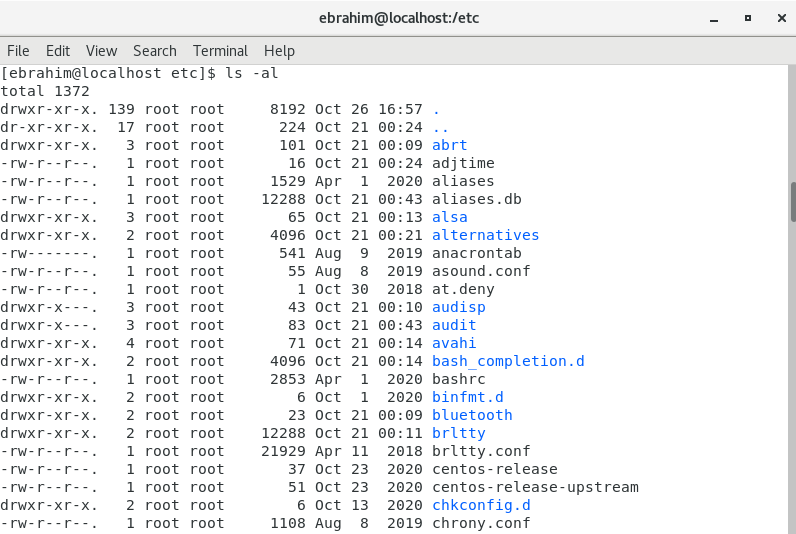 ebrahim@localhost:/etc
File Edit View Search Terminal Help
[ebrahim@localhost etc]$ ls -al
total 1372
drwxr-xr-x. 139 root root     8192 Oct 26 16:57 .
dr-xr-xr-x.  17 root root      224 Oct 21 00:24 ..
drwxr-xr-x.   3 root root      101 Oct 21 00:09 abrt
-rw-r--r--.   1 root root       16 Oct 21 00:24 adjtime
-rw-r--r--.   1 root root     1529 Apr  1  2020 aliases
-rw-r--r--.   1 root root    12288 Oct 21 00:43 aliases.db
drwxr-xr-x.   3 root root       65 Oct 21 00:13 alsa
drwxr-xr-x.   2 root root     4096 Oct 21 00:21 alternatives
-rw-------.   1 root root      541 Aug  9  2019 anacrontab
-rw-r--r--.   1 root root       55 Aug  8  2019 asound.conf
-rw-r--r--.   1 root root        1 Oct 30  2018 at.deny
drwxr-x---.   3 root root       43 Oct 21 00:10 audisp
drwxr-x---.   3 root root       83 Oct 21 00:43 audit
drwxr-xr-x.   4 root root       71 Oct 21 00:14 avahi
drwxr-xr-x.   2 root root     4096 Oct 21 00:14 bash_completion.d
-rw-r--r--.   1 root root     2853 Apr  1  2020 bashrc
drwxr-xr-x.   2 root root        6 Oct  1  2020 binfmt.d
drwxr-xr-x.   2 root root       23 Oct 21 00:09 bluetooth
drwxr-xr-x.   2 root root    12288 Oct 21 00:11 brltty
-rw-r--r--.   1 root root    21929 Apr 11  2018 brltty.conf
-rw-r--r--.   1 root root       37 Oct 23  2020 centos-release
-rw-r--r--.   1 root root       51 Oct 23  2020 centos-release-upstream
drwxr-xr-x.   2 root root        6 Oct 13  2020 chkconfig.d
-rw-r--r--.   1 root root     1108 Aug  8  2019 chrony.conf